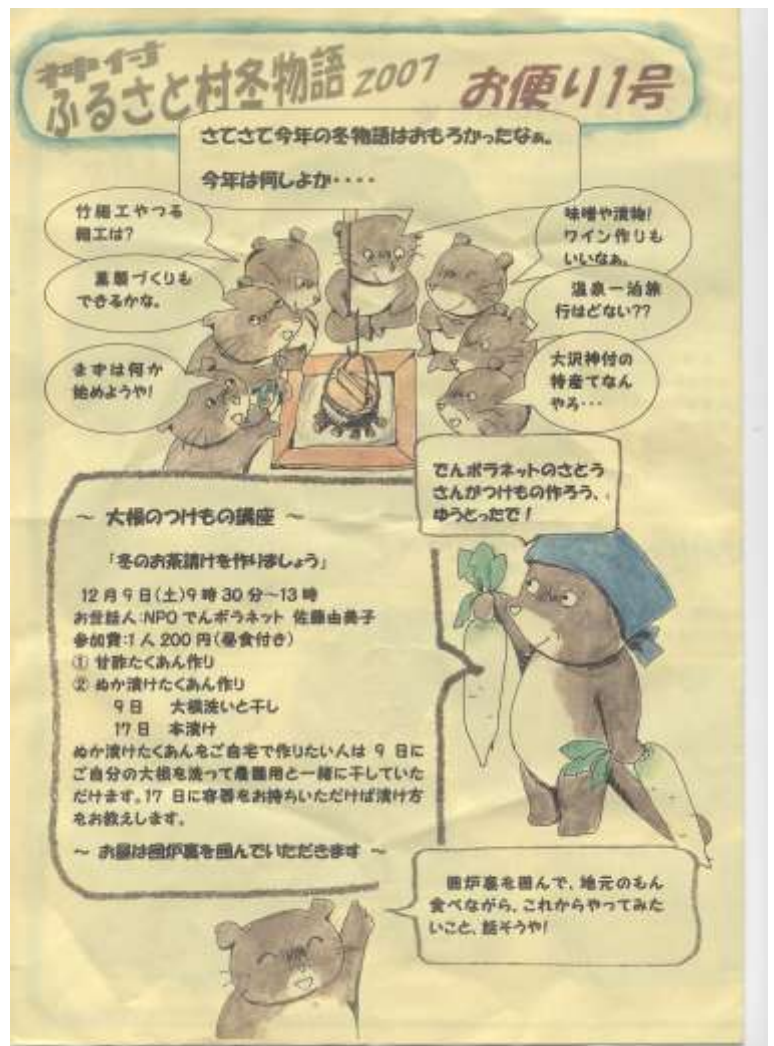 神付
ふるさと村冬物語 2007 お便り1号
さてさて今年の冬物語はおもろかったなぁ。
今年は何しよか・・・・
竹細工やつる
細工は?
味噌や漬物!
ワイン作りも
いいなぁ。
づくりも
できるかな。
温泉一泊旅
行はどない??
まずは何か
始めようや!
大沢神付の
特産てなん
やろ・・・
でんボラネットのさとう
さんがつけもの作ろう、
ゆうとったで!
~ 大根のつけもの講座 ~
「冬のお茶請けを作りましょう」
12月9日(土)9時30分~13時
お世話人:NPOでんボラネット 佐藤由美子
参加費:1人200円(昼食付き)
① 甘酢たくあん作り
② ぬか漬けたくあん作り
9日 大根洗いと干し
17日 本漬け
ぬか漬けたくあんをご自宅で作りたい人は 9 日に
ご自分の大根を洗って農園用と一緒に干していた
だけます。17 日に容器をお持ちいただけば漬け方
をお教えします。
~ お昼は囲炉裏を囲んでいただきます ~
囲炉裏を囲んで、地元のもん
食べながら、これからやってみた
いこと、話そうや!